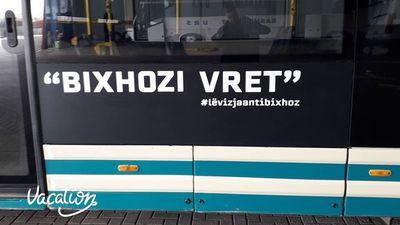 “BIXHOZI VRET”
#lëvizjaantibixhoz
Vacation